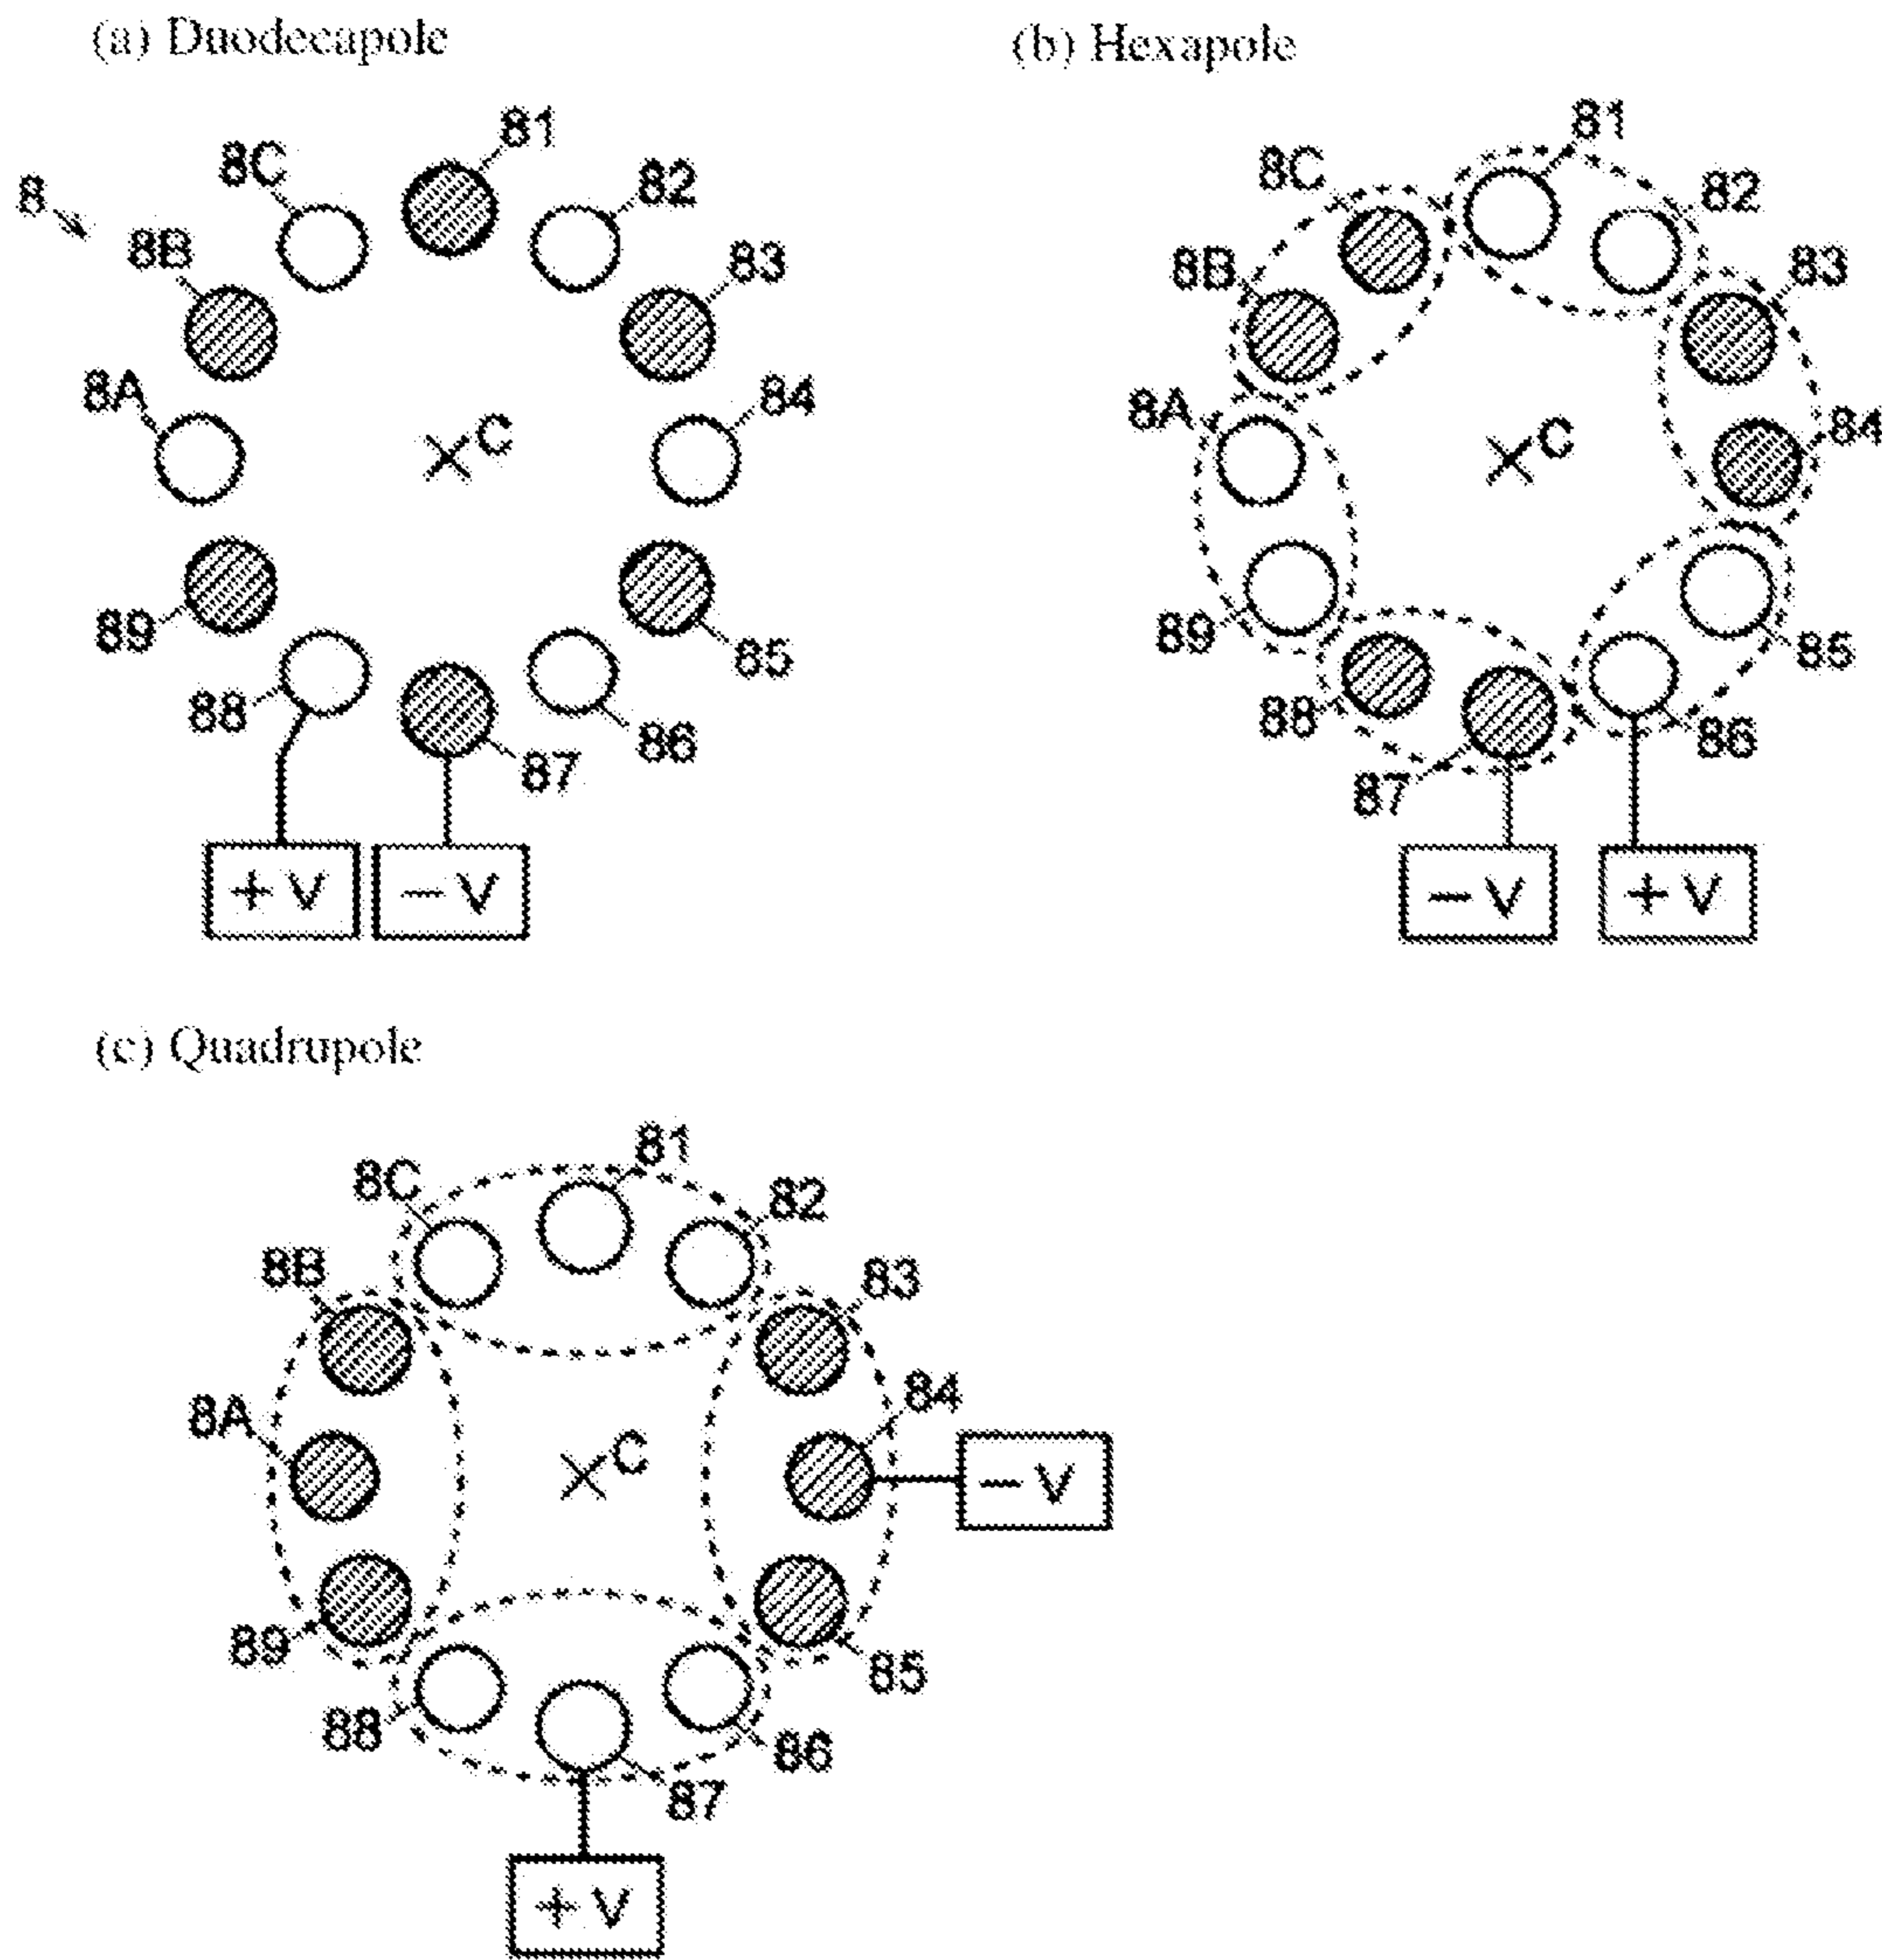 (a) Duodecapole
8
81
82
83
84
85
86
87
88
89
8A
8B
8C
C
+V
−V
(b) Hexapole
81
82
83
84
85
86
87
88
89
8A
8B
8C
C
−V
+V
(c) Quadrupole
81
82
83
84
85
86
87
88
89
8A
8B
8C
C
−V
+V